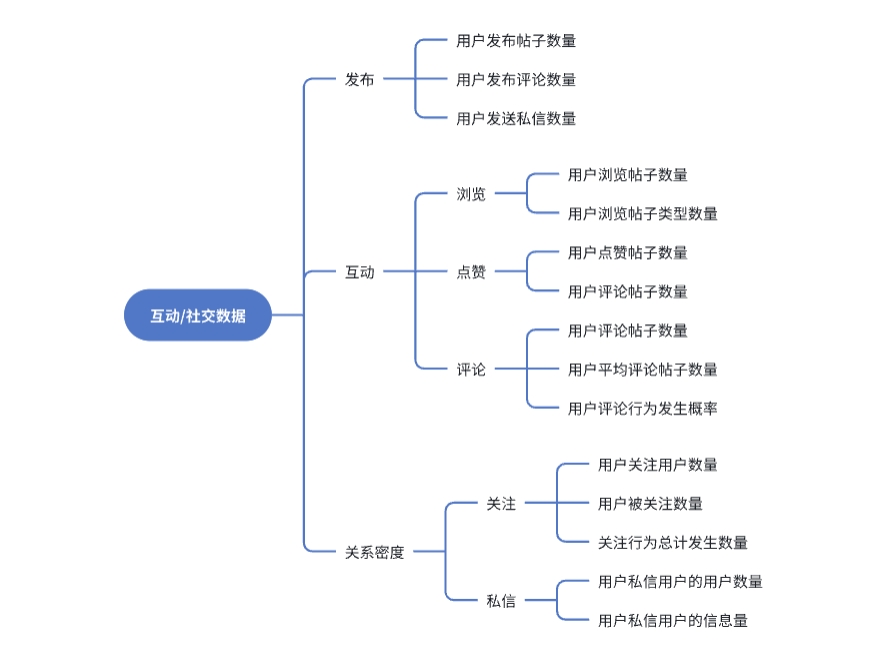 互动/社交数据
发布
用户发布帖子数量
用户发布评论数量
用户发送私信数量
互动
浏览
用户浏览帖子数量
用户浏览帖子类型数量
点赞
用户点赞帖子数量
用户评论帖子数量
评论
用户评论帖子数量
用户平均评论帖子数量
用户评论行为发生概率
关系密度
关注
用户关注用户数量
用户被关注数量
关注行为总计发生数量
私信
用户私信用户的用户数量
用户私信用户的信息量